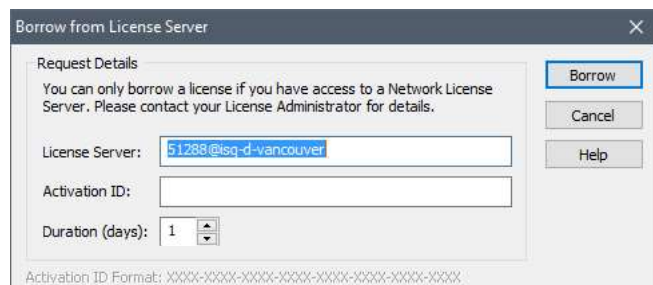 Borrow from License Server
Request Details
You can only borrow a license if you have access to a Network License
Server. Please contact your License Administrator for details.
License Server: 51288@isq-d-vancouver
Activation ID:
Duration (days): 1
Activation ID Format: XXXX-XXXX-XXXX-XXXX-XXXX-XXXX-XXXX-XXXX
Borrow
Cancel
Help